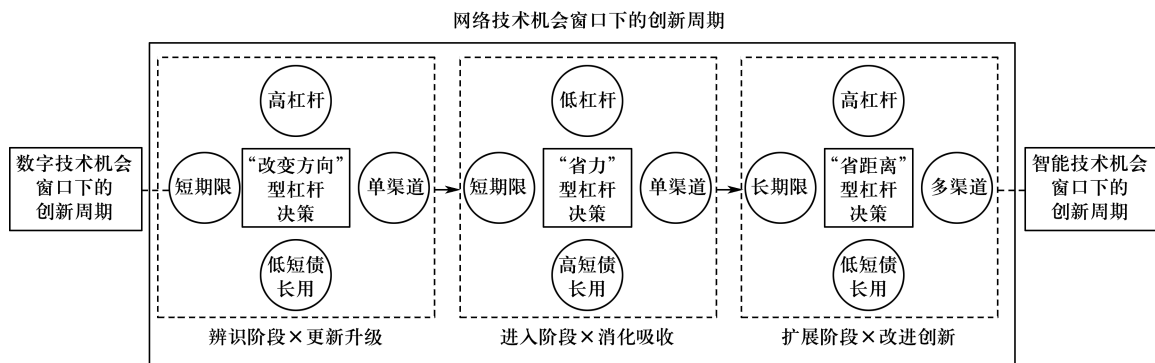 网络技术机会窗口下的创新周期
数字技术机会
窗口下的
创新周期
高杠杆
短期限
“改变方向”
型杠杆
决策
单渠道
低短债
长用
辨识阶段×更新升级
低杠杆
短期限
“省力”
型杠杆
决策
单渠道
高短债
长用
进入阶段×消化吸收
高杠杆
长期限
“省距离”
型杠杆
决策
多渠道
低短债
长用
扩展阶段×改进创新
智能技术机会
窗口下的
创新周期